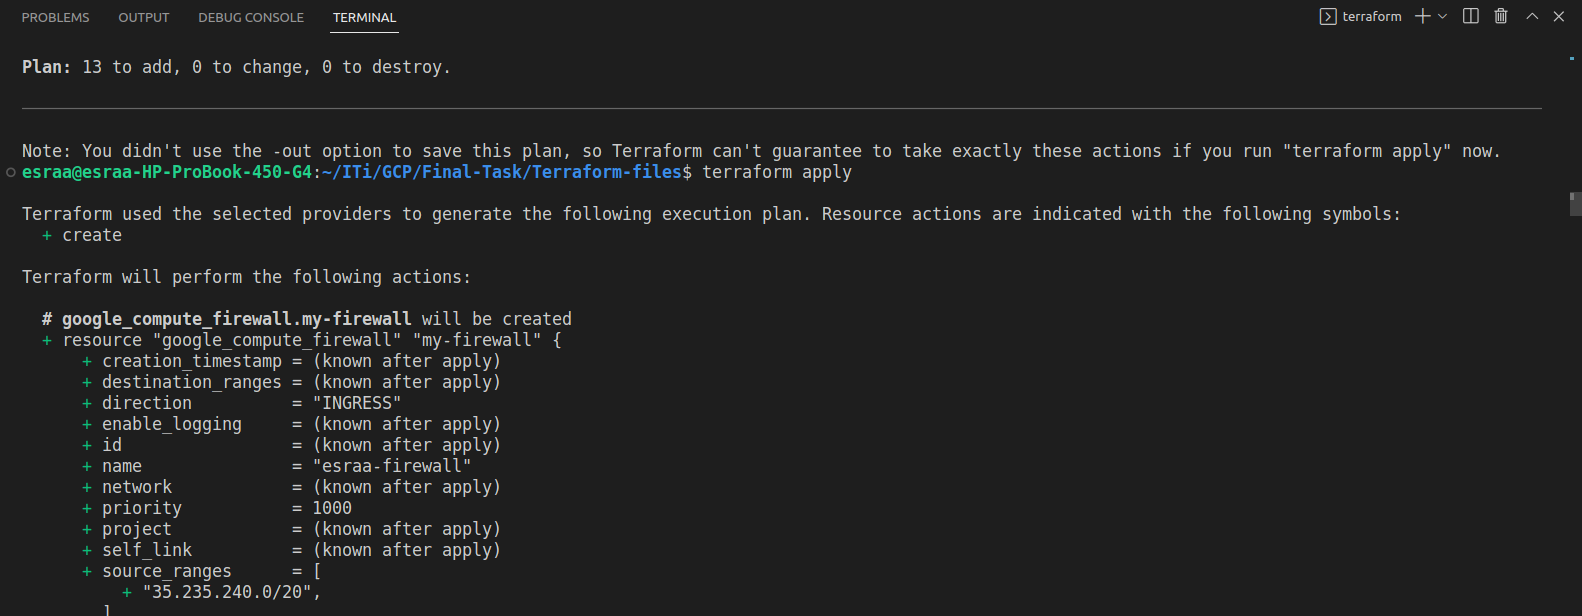 PROBLEMS OUTPUT DEBUG CONSOLE TERMINAL terraform
Plan: 13 to add, 0 to change, 0 to destroy.
Note: You didn't use the -out option to save this plan, so Terraform can't guarantee to take exactly these actions if you run "terraform apply" now.
esraa@esraa-HP-ProBook-450-G4:~/ITi/GCP/Final-Task/Terraform-files$ terraform apply
Terraform used the selected providers to generate the following execution plan. Resource actions are indicated with the following symbols:
+ create
Terraform will perform the following actions:
# google_compute_firewall.my-firewall will be created
+ resource "google_compute_firewall" "my-firewall" {
+ creation_timestamp = (known after apply)
+ destination_ranges = (known after apply)
+ direction = "INGRESS"
+ enable_logging = (known after apply)
+ id = (known after apply)
+ name = "esraa-firewall"
+ network = (known after apply)
+ priority = 1000
+ project = (known after apply)
+ self_link = (known after apply)
+ source_ranges = [
+ "35.235.240.0/20",
]